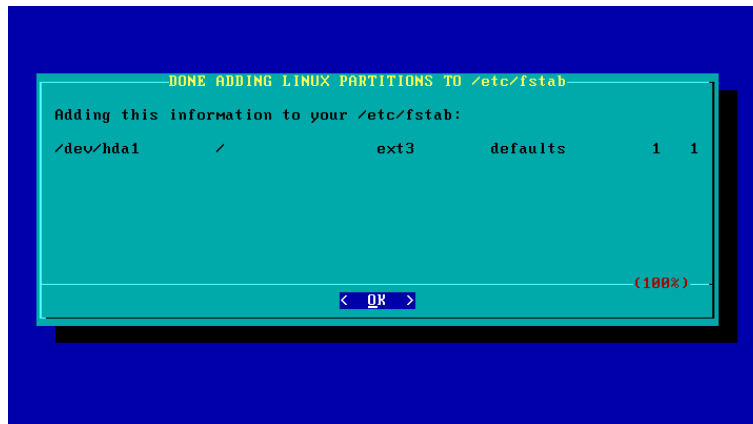 DONE ADDING LINUX PARTITIONS TO /etc/fstab
Adding this information to your /etc/fstab:
/dev/hda1 / ext3 defaults 1 1
(100%)
< OK >